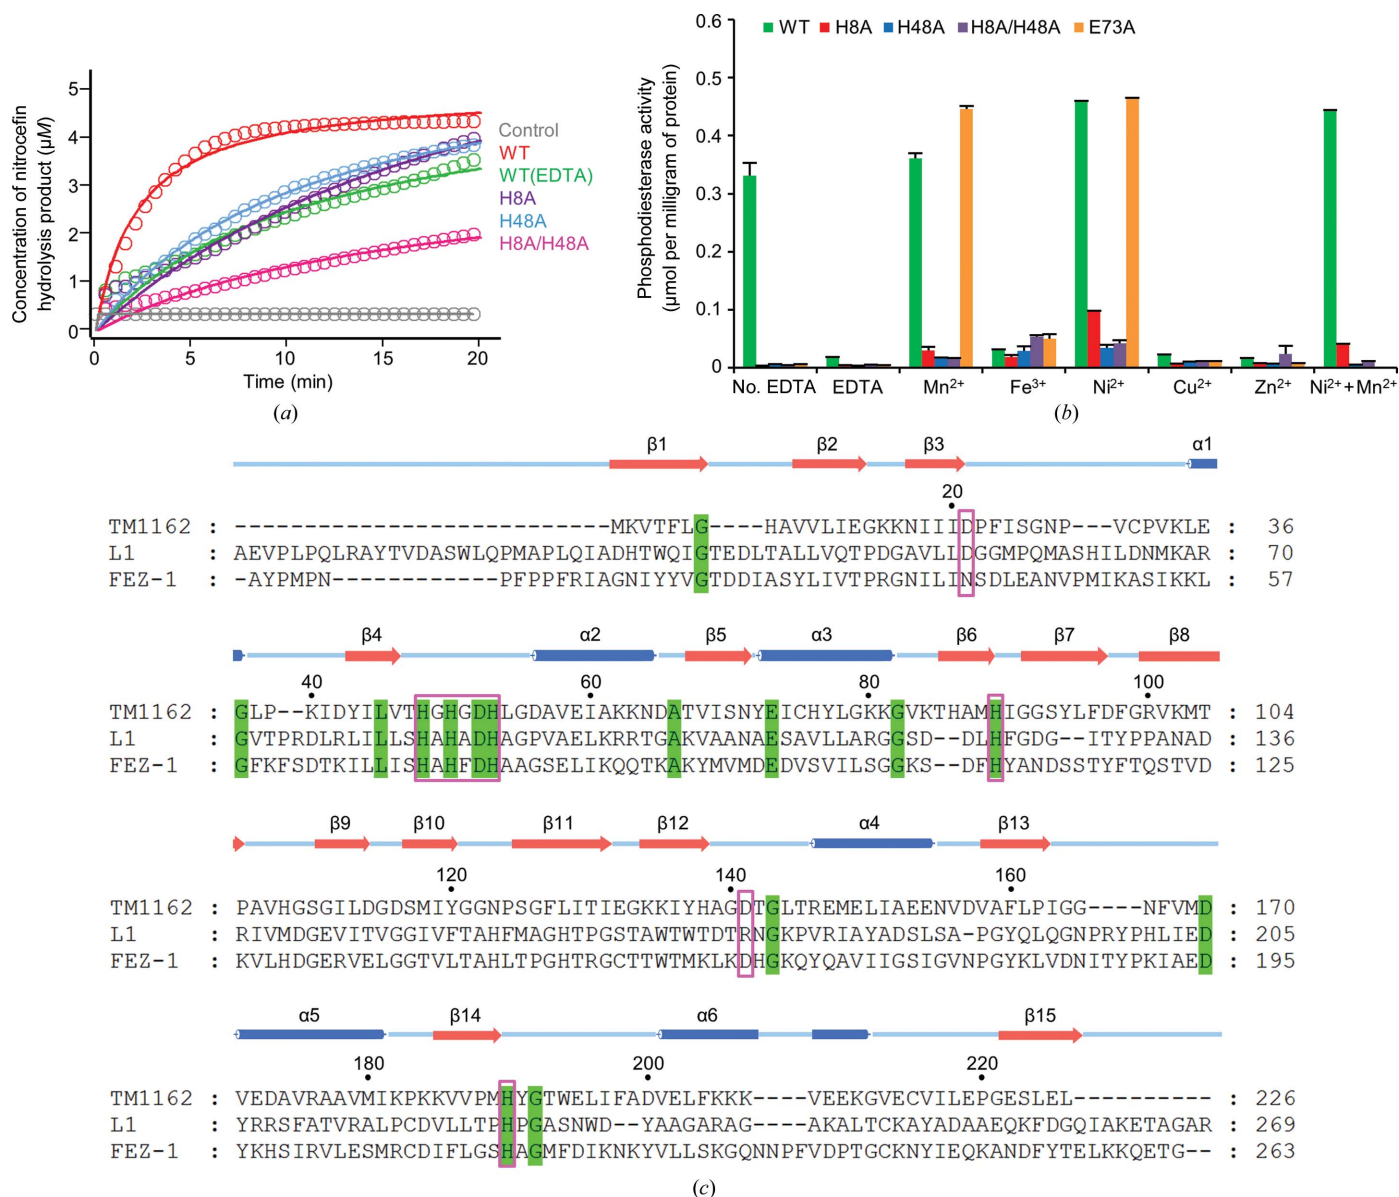 Concentration of nitrocefin
hydrolysis product (μM)
5
4
3
2
1
0
0 5 10 15 20
Time (min)
Control
WT
WT(EDTA)
H8A
H48A
H8A/H48A
(a)
Phosphodiesterase activity
(μmol per milligram of protein)
0.6
0.5
0.4
0.3
0.2
0.1
0
WT H8A H48A H8A/H48A E73A
No. EDTA EDTA Mn²⁺ Fe³⁺ Ni²⁺ Cu²⁺ Zn²⁺ Ni²⁺+Mn²⁺
(b)
β1 β2 β3 α1
20
TM1162 : ---------------------------MKVTFLG----HAVVLIEGKKNIIIDPFISGNP---VCPVKLE : 36
L1 : AEVPLPQLRAYTVDASWLQPMAPLQIADHTWQIGTEDLTALLVQTPDGAVLLDGGMPQMASHILDNMKAR : 70
FEZ-1 : -AYPMPN------------PFPPFRIAGNIYYVGTDDIASYLIVTPRGNILINSDLEANVPMIKASIKKL : 57
β4 α2 β5 α3 β6 β7 β8
40 60 80 100
TM1162 : GLP--KIDYILVTHGHGDHLGDAVEIAKKNDATVISNYEICHYLGKKGVKTHAMHIGGSYLFDFGRVKMT : 104
L1 : GVTPRDLRLILLSHAHADHAGPVAELKRRTGAKVAANAESAVLLARGGSD--DLHFGDG-ITYPPANAD : 136
FEZ-1 : GFKFSDTKILLISHAHFDHAAGSELIKQQTKAKYMVMDEDVSVILSGGKS--DFHYANDSSTYFTQSTVD : 125
β9 β10 β11 β12 α4 β13
120 140 160
TM1162 : PAVHGSGILDGDSMIYGGNPSGFLITIEGKKIYHAGDTGLTREMELIAEENVDVAFLPIGG----NFVMD : 170
L1 : RIVMDGEVITVGGIVFTAHFMAGHTPGSTAWTWTDTRNGKPVRIAYADSLSA-PGYQLQGNPRYPHLIED : 205
FEZ-1 : KVLHDGERVELGGTVLTAHLTPGHTRGCTTWTMKLKDHGKQYQAVIIGSIGVNPGYKLVDNITYPKIAED : 195
α5 β14 α6 β15
180 200 220
TM1162 : VEDAVRAAVMIKPKKVVPMHYGTWELIFADVELFKKK----VEEKGVECVILEPGESLEL---------- : 226
L1 : YRRSFATVRALPCDVLLTPHPGASNWD--YAAGARAG----AKALTCKAYADAAEQKFDGQIAKETAGAR : 269
FEZ-1 : YKHSIRVLESMRCDIFLGSHAGMFDIKNKYVLLSKGQNNPFVDPTGCKNYIEQKANDFYTELKKQETG-- : 263
(c)